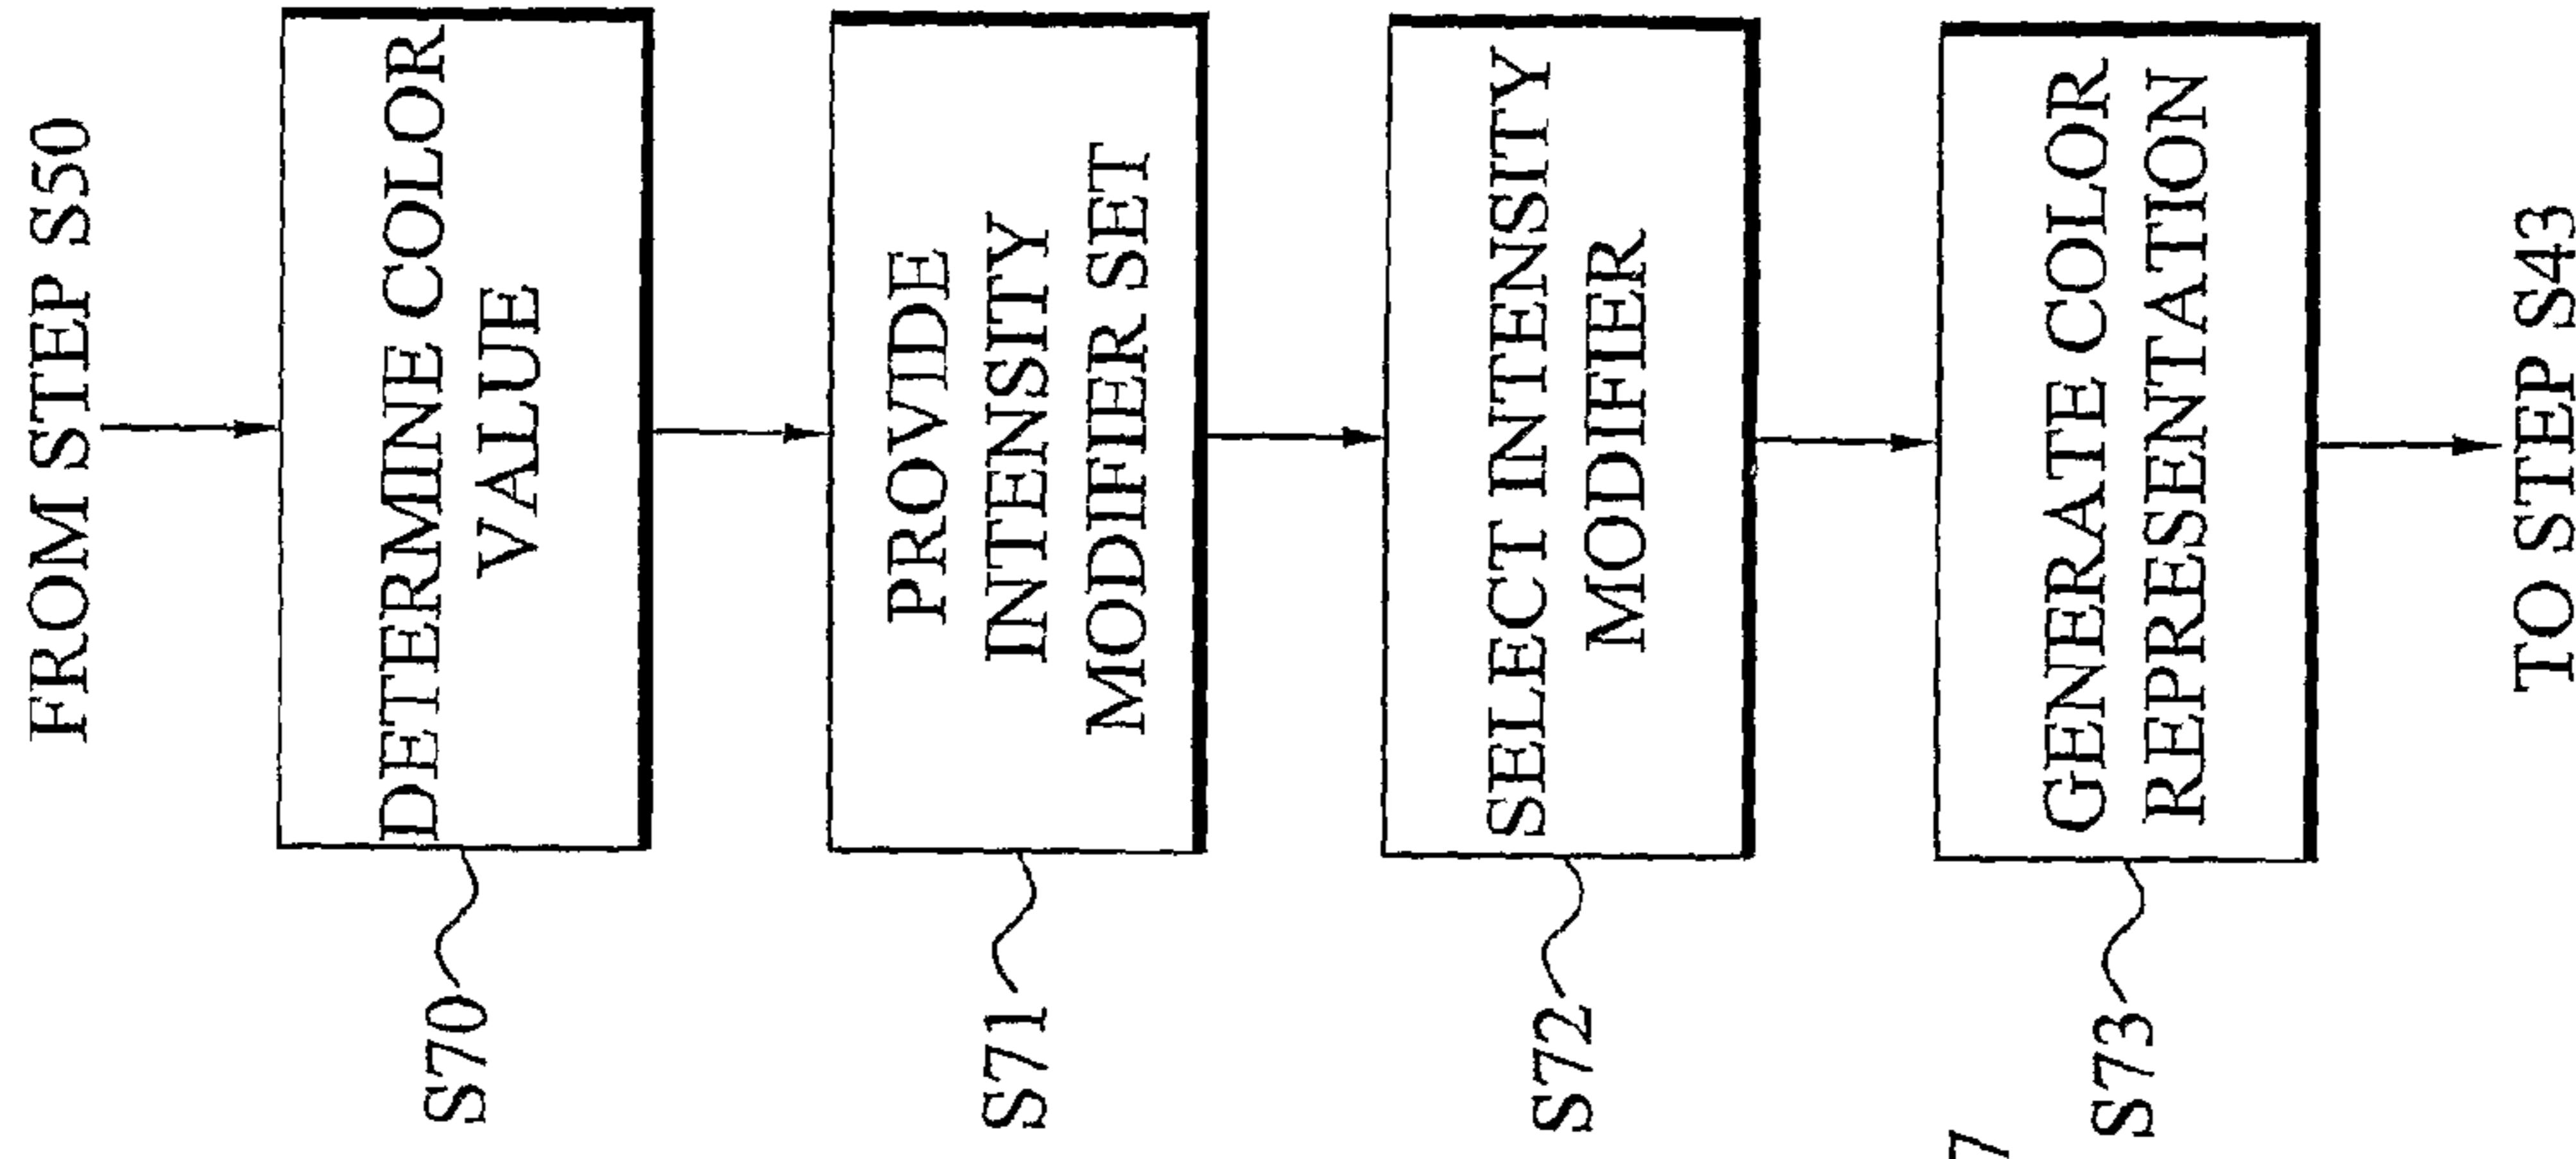 FROM STEP S50
S70
DETERMINE COLOR
VALUE
S71
PROVIDE
INTENSITY
MODIFIER SET
S72
SELECT INTENSITY
MODIFIER
S73
GENERATE COLOR
REPRESENTATION
TO STEP S43
7